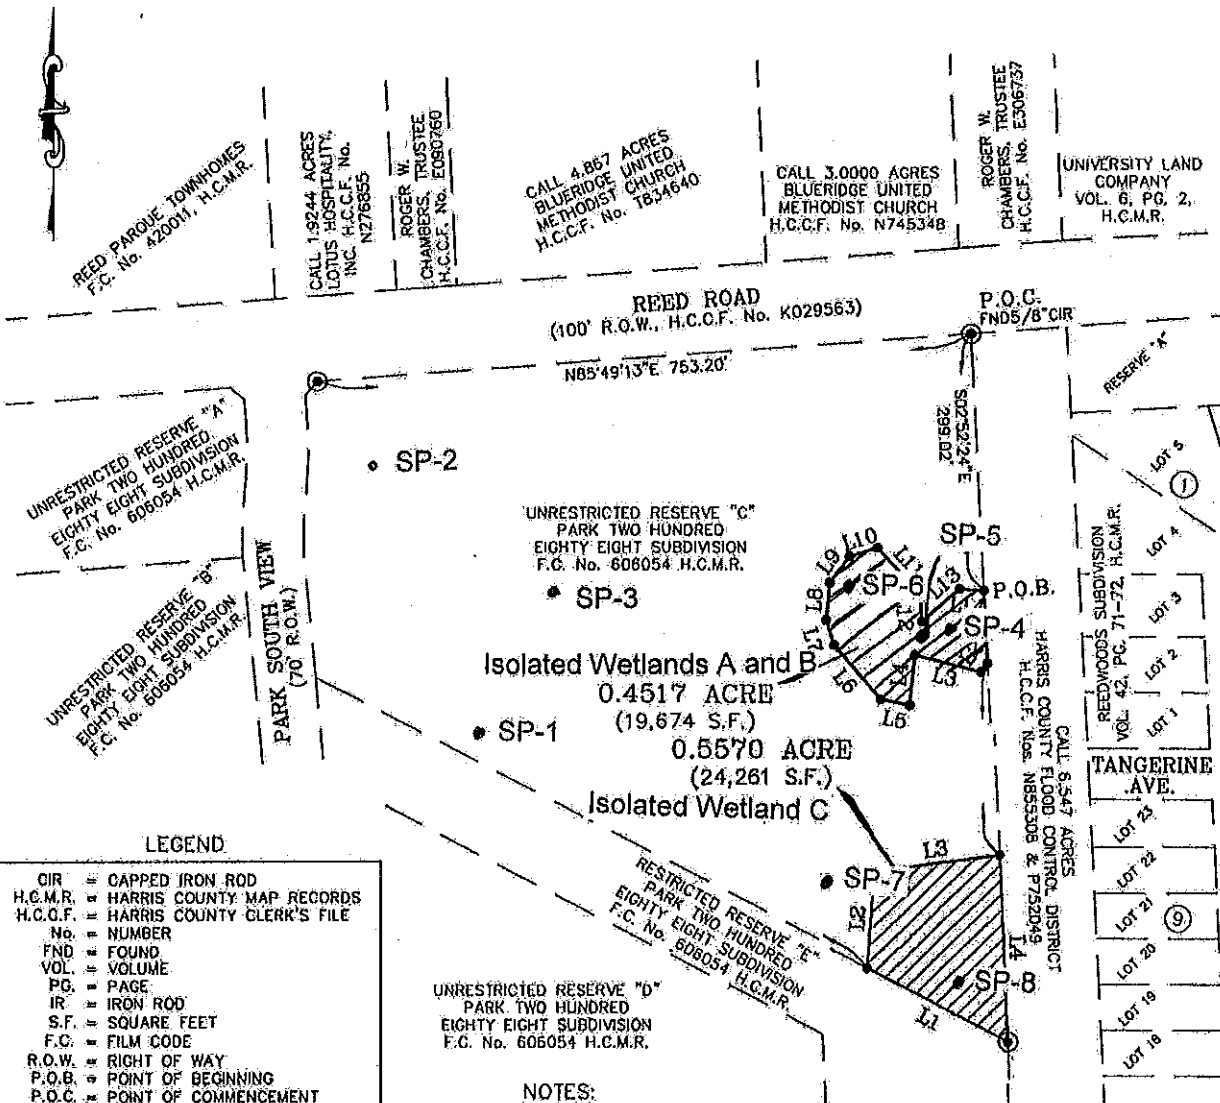 REED PARQUE TOWNHOMES
F.C. No. 420011, H.C.M.R.
CALL 1.9244 ACRES
LOTUS HOSPITALITY,
INC. H.C.C.F. No.
N276855
ROGER W.
CHAMBERS, TRUSTEE
H.C.C.F. No. E090760
CALL 4.867 ACRES
BLUERIDGE UNITED
METHODIST CHURCH
H.C.C.F. No. T834640
CALL 3.0000 ACRES
BLUERIDGE UNITED
METHODIST CHURCH
H.C.C.F. No. N745348
ROGER W.
CHAMBERS, TRUSTEE
H.C.C.F. No. E306737
UNIVERSITY LAND
COMPANY
VOL. 6, PG. 2,
H.C.M.R.
REED ROAD
(100' R.O.W., H.C.C.F. No. K029563)
P.O.C.
FND5/8"CIR
N85°49'13"E 753.20'
S02°52'24"E
299.02'
RESERVE "A"
UNRESTRICTED RESERVE "A"
PARK TWO HUNDRED
EIGHTY EIGHT SUBDIVISION
F.C. No. 606054 H.C.M.R.
SP-2
LOT 5
1
LOT 4
LOT 3
LOT 2
LOT 1
UNRESTRICTED RESERVE "C"
PARK TWO HUNDRED
EIGHTY EIGHT SUBDIVISION
F.C. No. 606054 H.C.M.R.
SP-5
L10
L9
L11
L8
SP-6
L13
L1
P.O.B.
SP-3
L12
SP-4
L7
L2
UNRESTRICTED RESERVE "B"
PARK TWO HUNDRED
EIGHTY EIGHT SUBDIVISION
F.C. No. 606054 H.C.M.R.
PARK SOUTH VIEW
(70' R.O.W.)
Isolated Wetlands A and B
L6
L4
L3
L5
0.4517 ACRE
(19,674 S.F.)
SP-1
0.5570 ACRE
(24,261 S.F.)
Isolated Wetland C
REEDWOODS SUBDIVISION
VOL. 42, PG. 71-72, H.C.M.R.
CALL 6.547 ACRES
HARRIS COUNTY FLOOD CONTROL DISTRICT
H.C.C.F. Nos. N855308 & P752049
TANGERINE
AVE.
LOT 23
LOT 22
LOT 21
9
LOT 20
LOT 19
LOT 18
L3
SP-7
L2
L4
SP-8
L1
RESTRICTED RESERVE "E"
PARK TWO HUNDRED
EIGHTY EIGHT SUBDIVISION
F.C. No. 606054 H.C.M.R.
UNRESTRICTED RESERVE "D"
PARK TWO HUNDRED
EIGHTY EIGHT SUBDIVISION
F.C. No. 606054 H.C.M.R.
LEGEND
CIR = CAPPED IRON ROD
H.C.M.R. = HARRIS COUNTY MAP RECORDS
H.C.C.F. = HARRIS COUNTY CLERK'S FILE
No. = NUMBER
FND = FOUND
VOL. = VOLUME
PG. = PAGE
IR = IRON ROD
S.F. = SQUARE FEET
F.C. = FILM CODE
R.O.W. = RIGHT OF WAY
P.O.B. = POINT OF BEGINNING
P.O.C. = POINT OF COMMENCEMENT
NOTES: